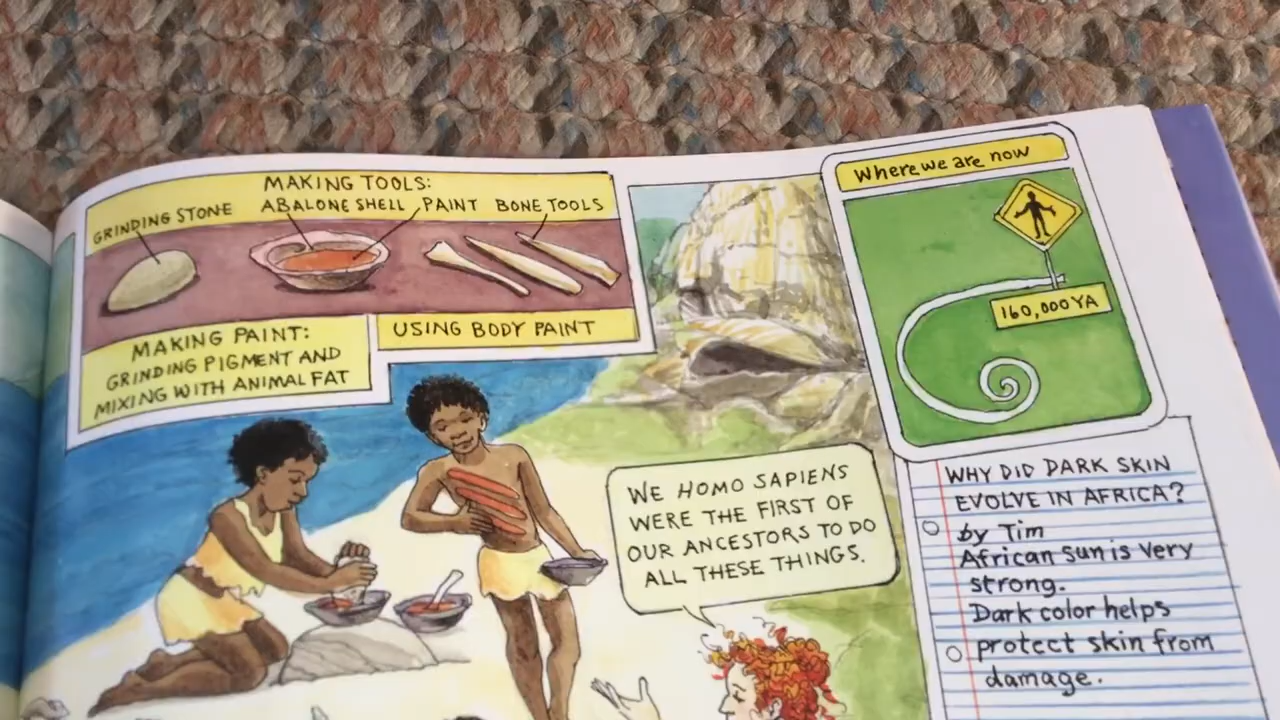 MAKING TOOLS:
GRINDING STONE
ABALONE SHELL
PAINT
BONE TOOLS
MAKING PAINT:
GRINDING PIGMENT AND
MIXING WITH ANIMAL FAT
USING BODY PAINT
WE HOMO SAPIENS
WERE THE FIRST OF
OUR ANCESTORS TO DO
ALL THESE THINGS.
Where we are now
160,000 YA
WHY DID DARK SKIN
EVOLVE IN AFRICA?
by Tim
African sun is very
strong.
Dark color helps
protect skin from
damage.